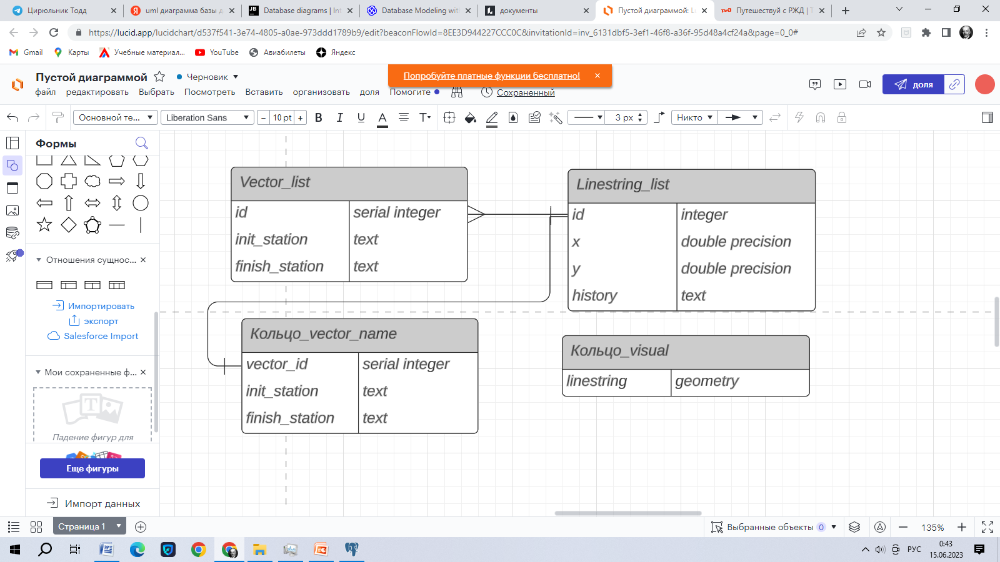 Цирюльник Тодд
uml диаграмма базы д
Database diagrams | Int
Database Modeling wit
документы
Пустой диаграммой: L
Путешествуй с РЖД | Т
https://lucid.app/lucidchart/d537f541-3e74-4805-a0ae-973ddd1789b9/edit?beaconFlowId=8EE3D944227CCC0C&invitationId=inv_6131dbf5-3ef1-46f8-a36f-95d48a4cf24a&page=0_0#
Gmail
Карты
Учебные материал...
YouTube
Авиабилеты
Яндекс
Попробуйте платные функции бесплатно!
Пустой диаграммой
Черновик
файл
редактировать
Выбрать
Посмотреть
Вставить
организовать
доля
Помогите
Сохраненный
доля
Основной те...
Liberation Sans
10 pt
B
I
U
A
T
3 px
Никто
Формы
Отношения сущнос...
Импортировать
экспорт
Salesforce Import
Мои сохраненные ф...
T
Падение фигур для
Еще фигуры
Импорт данных
Vector_list
id
serial integer
init_station
text
finish_station
text
Linestring_list
id
integer
x
double precision
y
double precision
history
text
Кольцо_vector_name
vector_id
serial integer
init_station
text
finish_station
text
Кольцо_visual
linestring
geometry
Страница 1
Выбранные объекты 0
135%
РУС
0:43
15.06.2023